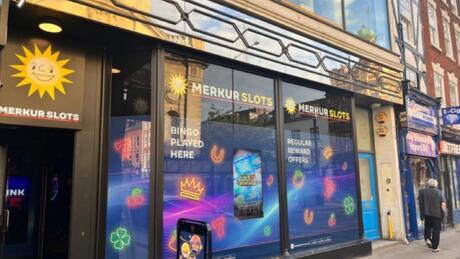 MERKUR SLOTS
MERKUR SLOTS
BINGO
PLAYED
HERE
MERKUR SLOTS
REGULAR
REWARD
OFFERS